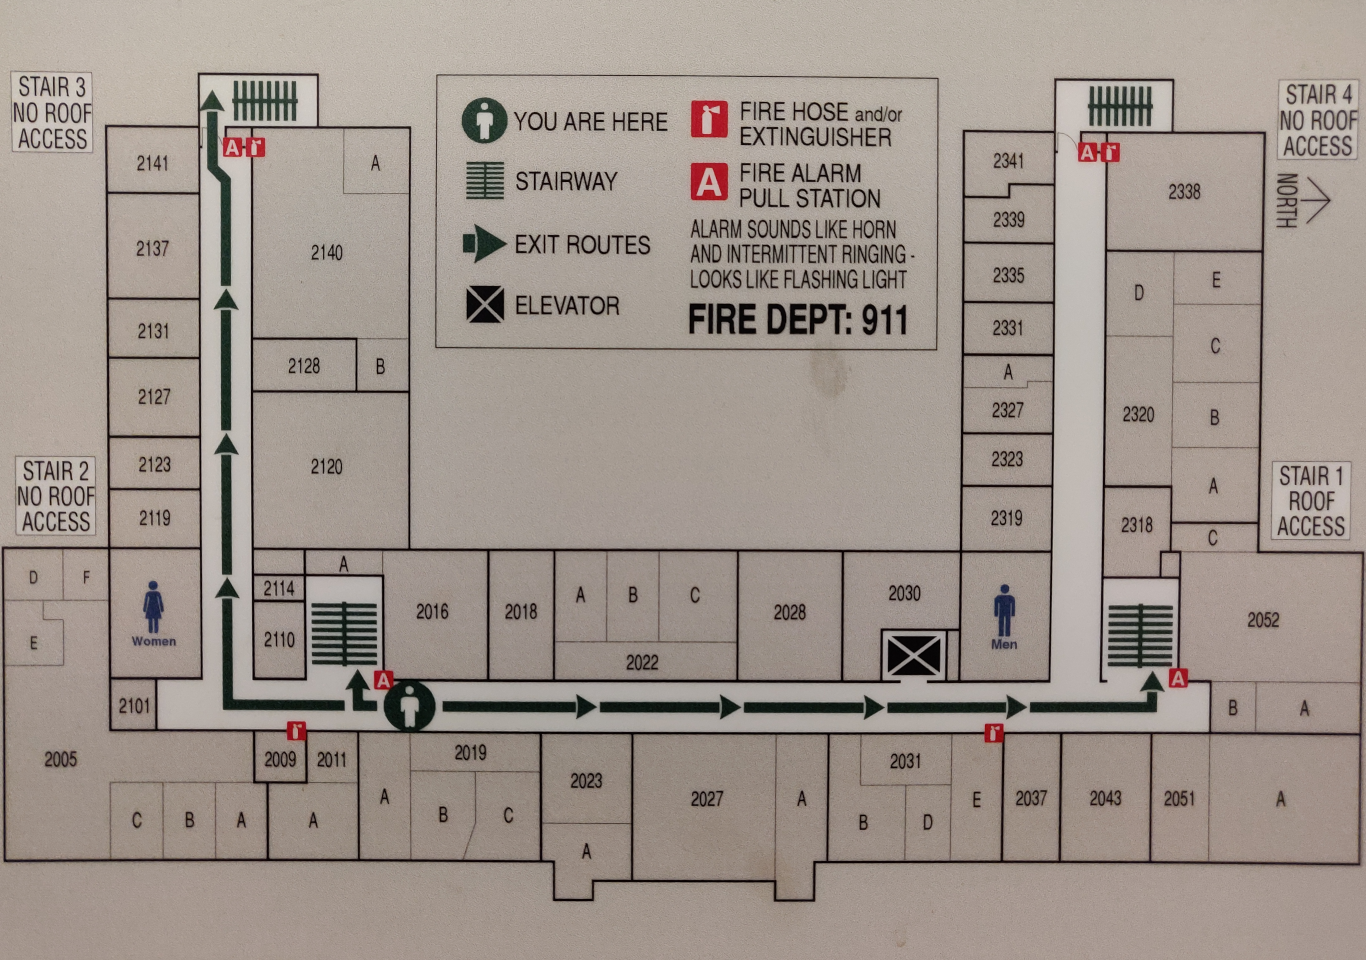 STAIR 3
NO ROOF
ACCESS
YOU ARE HERE
STAIRWAY
EXIT ROUTES
ELEVATOR
FIRE HOSE and/or
EXTINGUISHER
A
FIRE ALARM
PULL STATION
ALARM SOUNDS LIKE HORN
AND INTERMITTENT RINGING -
LOOKS LIKE FLASHING LIGHT
FIRE DEPT: 911
STAIR 4
NO ROOF
ACCESS
NORTH
2141
A
A
2137
2140
2131
2128
B
2127
2123
2120
2119
STAIR 2
NO ROOF
ACCESS
2341
A
2338
2339
2335
D
E
2331
C
A
2327
2320
B
2323
A
2319
2318
C
STAIR 1
ROOF
ACCESS
D
F
E
Women
2114
A
2110
2016
2018
A
B
C
2022
2028
2030
Men
2052
A
A
2101
B
A
2005
2009
2011
C
B
A
A
A
2019
B
C
2023
A
2027
A
2031
B
D
E
2037
2043
2051
A